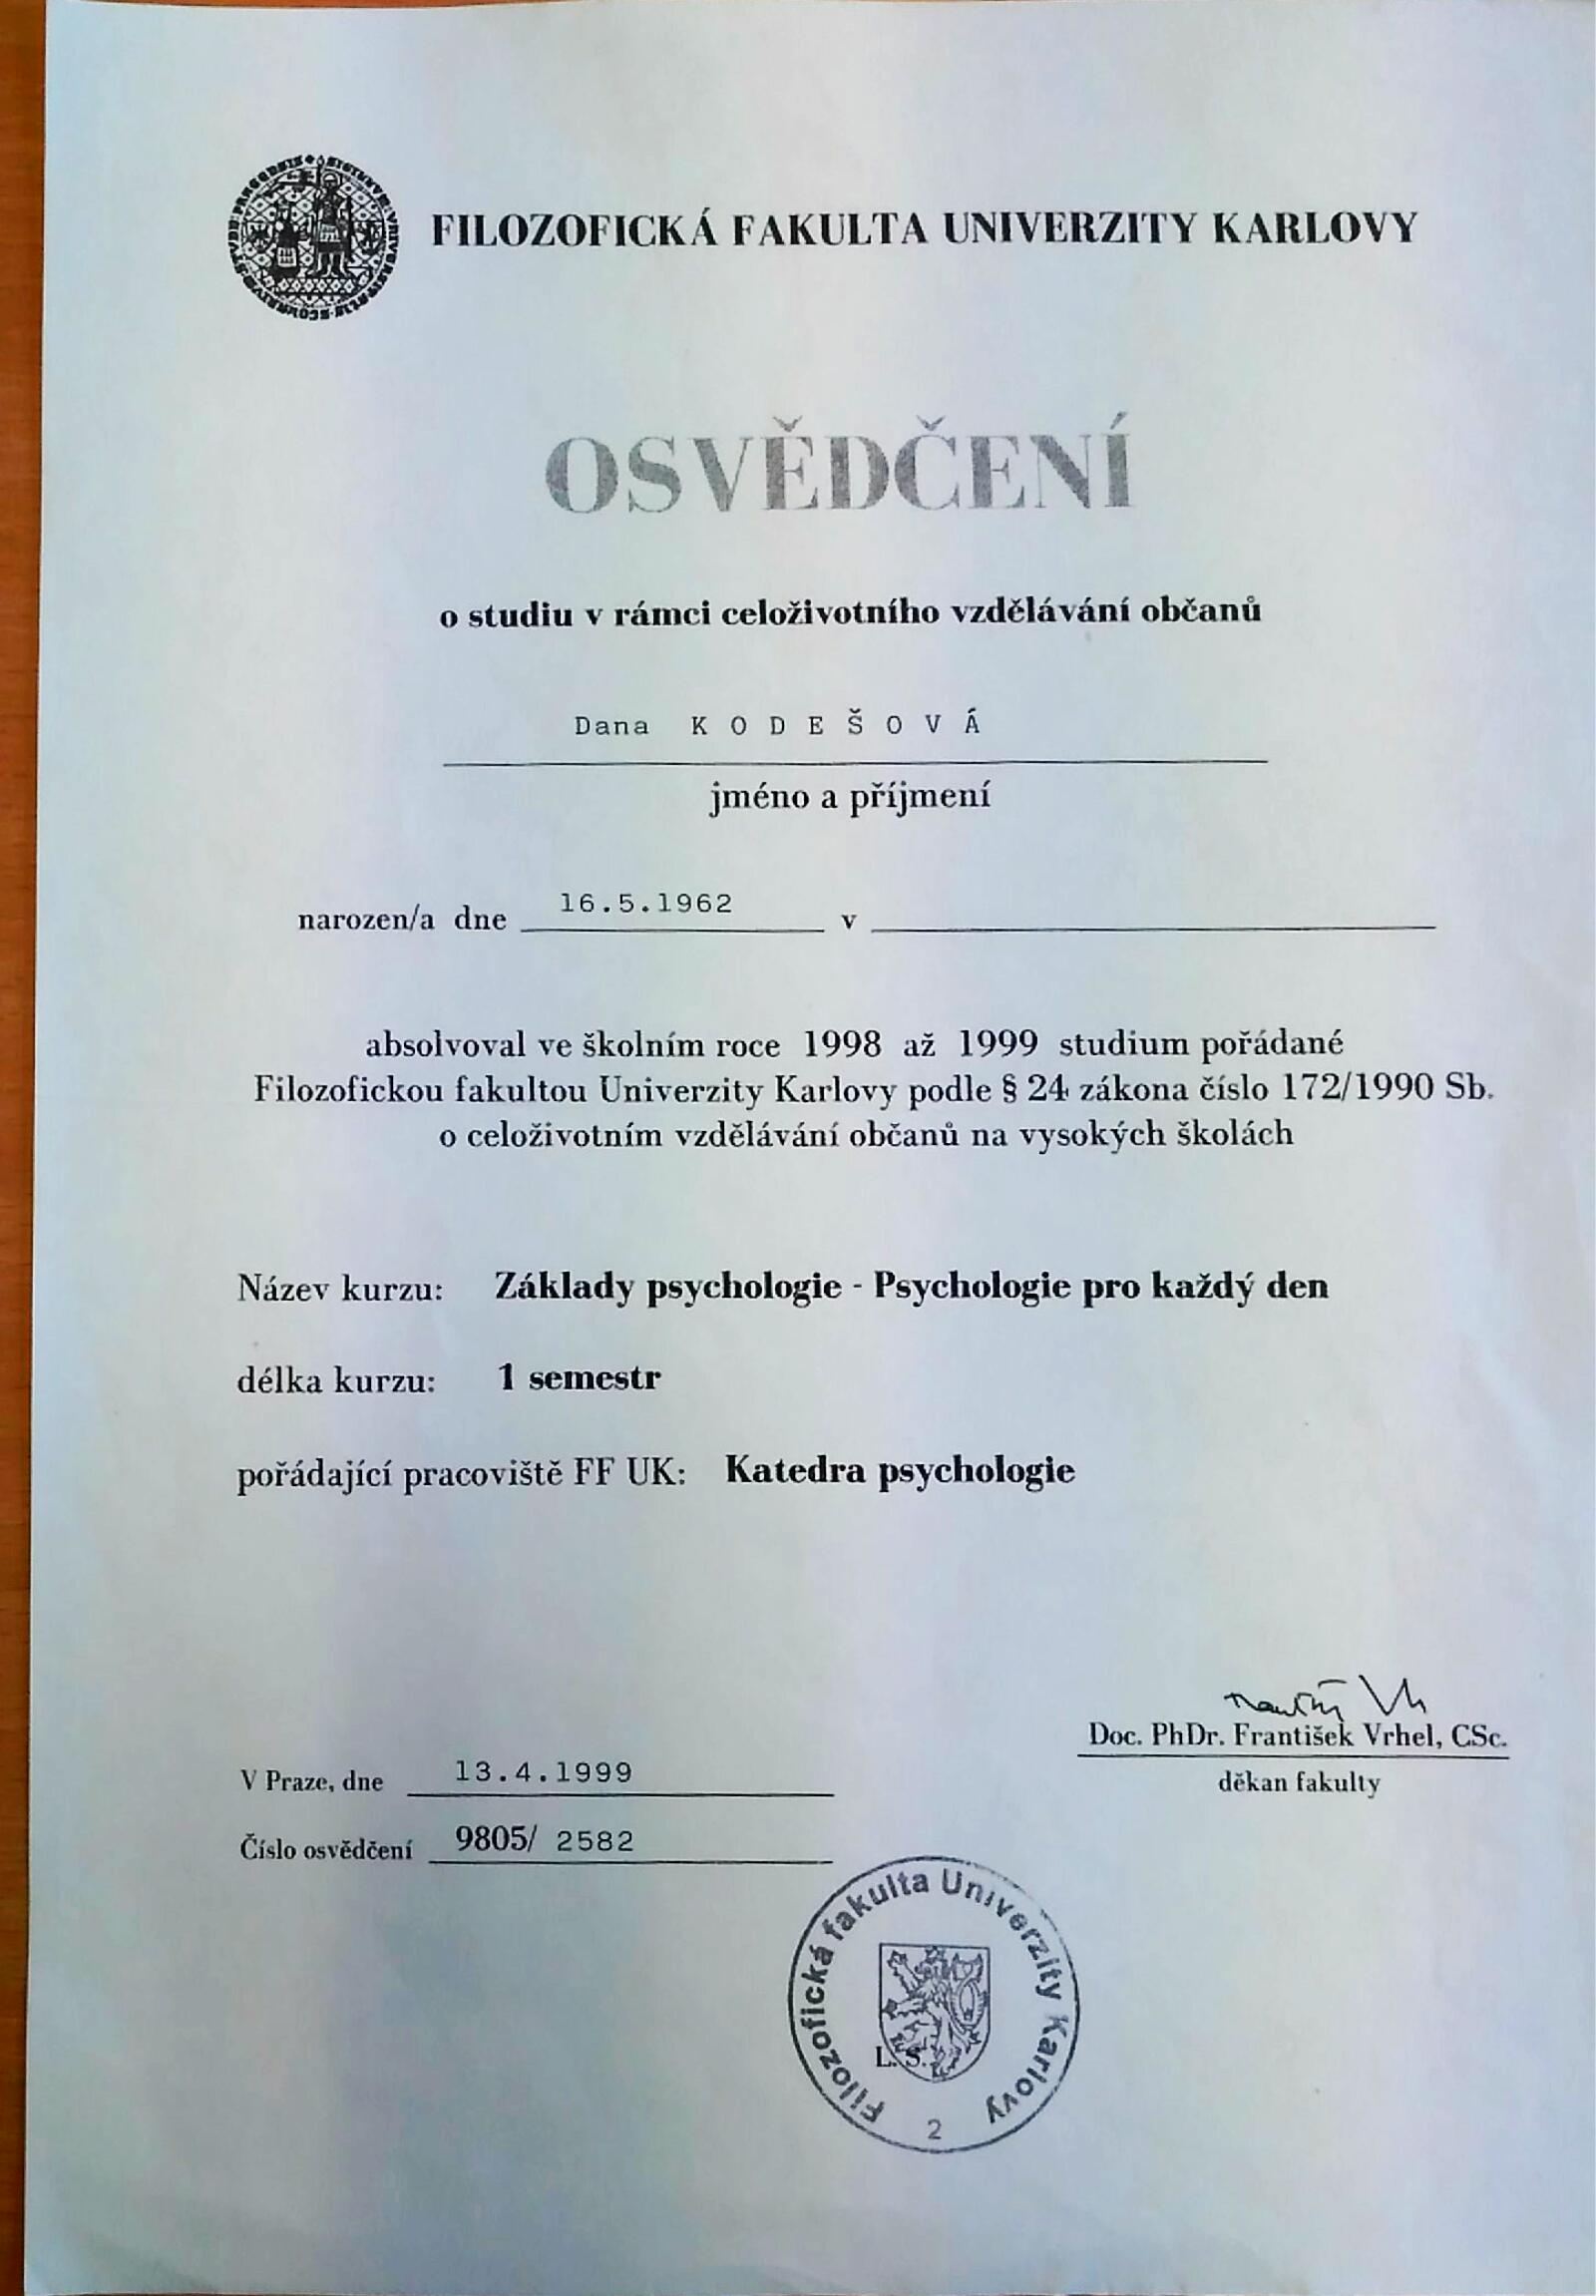 FILOZOFICKÁ FAKULTA UNIVERZITY KARLOVY
OSVĚDČENÍ
o studiu v rámci celoživotního vzdělávání občanů
Dana K O D E Š O V Á
jméno a příjmení
narozen/a dne 16.5.1962 v
absolvoval ve školním roce 1998 až 1999 studium pořádané
Filozofickou fakultou Univerzity Karlovy podle § 24 zákona číslo 172/1990 Sb.
o celoživotním vzdělávání občanů na vysokých školách
Název kurzu: Základy psychologie - Psychologie pro každý den
délka kurzu: 1 semestr
pořádající pracoviště FF UK: Katedra psychologie
Doc. PhDr. František Vrhel, CSc.
děkan fakulty
V Praze, dne 13.4.1999
Číslo osvědčení 9805/ 2582
Filozofická fakulta Univerzity Karlovy
L. S.
2